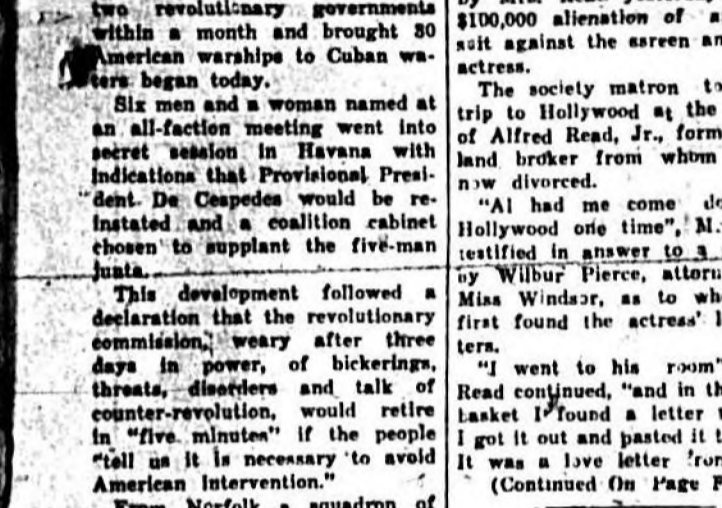 two revolutionary governments
within a month and brought 30
American warships to Cuban wa-
ters began today.
Six men and a woman named at
an all-faction meeting went into
secret session in Havana with
indications that Provisional Presi-
dent De Cespedes would be re-
instated and a coalition cabinet
chosen to supplant the five-man
junta.
This development followed a
declaration that the revolutionary
commission, weary after three
days in power, of bickerings,
threats, disorders and talk of
counter-revolution, would retire
in "five minutes" if the people
"tell us it is necessary to avoid
American Intervention."
From Norfolk a squadron of
$100,000 alienation of a
suit against the asreen an
actress.
The society matron to
trip to Hollywood at the
of Alfred Read, Jr., form
land broker from whom
now divorced.
"Al had me come
Hollywood one time", M
testified in answer to a
by Wilbur Pierce, attorn
Miss Windsor, as to wh
first found the actress' l
ters.
"I went to his room"
Read continued, "and in th
basket I found a letter
I got it out and pasted it t
It was a love letter
(Continued On Page